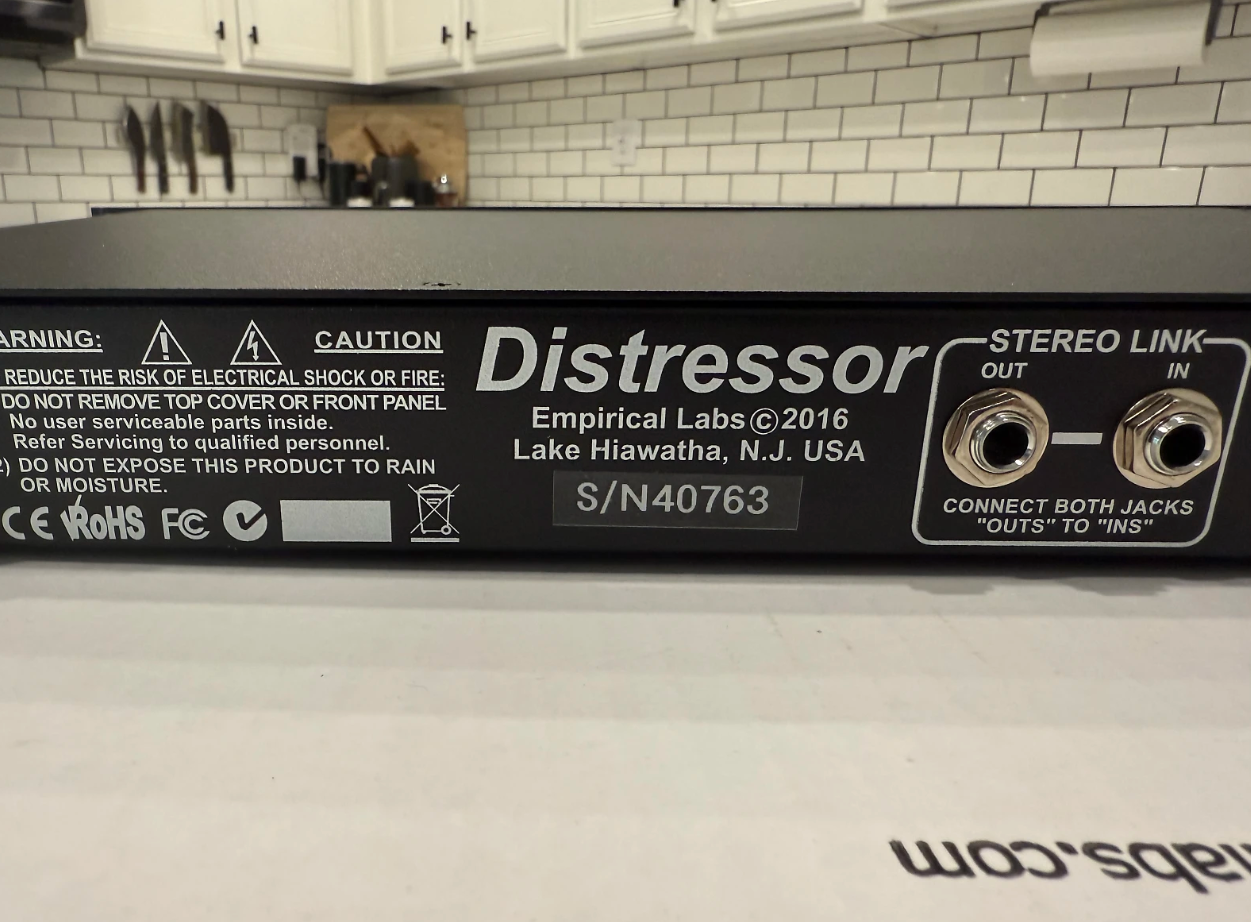 ARNING:
CAUTION
REDUCE THE RISK OF ELECTRICAL SHOCK OR FIRE:
DO NOT REMOVE TOP COVER OR FRONT PANEL
No user serviceable parts inside.
Refer Servicing to qualified personnel.
2) DO NOT EXPOSE THIS PRODUCT TO RAIN
OR MOISTURE.
CE RoHS FC
Distressor
Empirical Labs©2016
Lake Hiawatha, N.J. USA
S/N40763
STEREO LINK
OUT IN
CONNECT BOTH JACKS
"OUTS" TO "INS"
labs.com